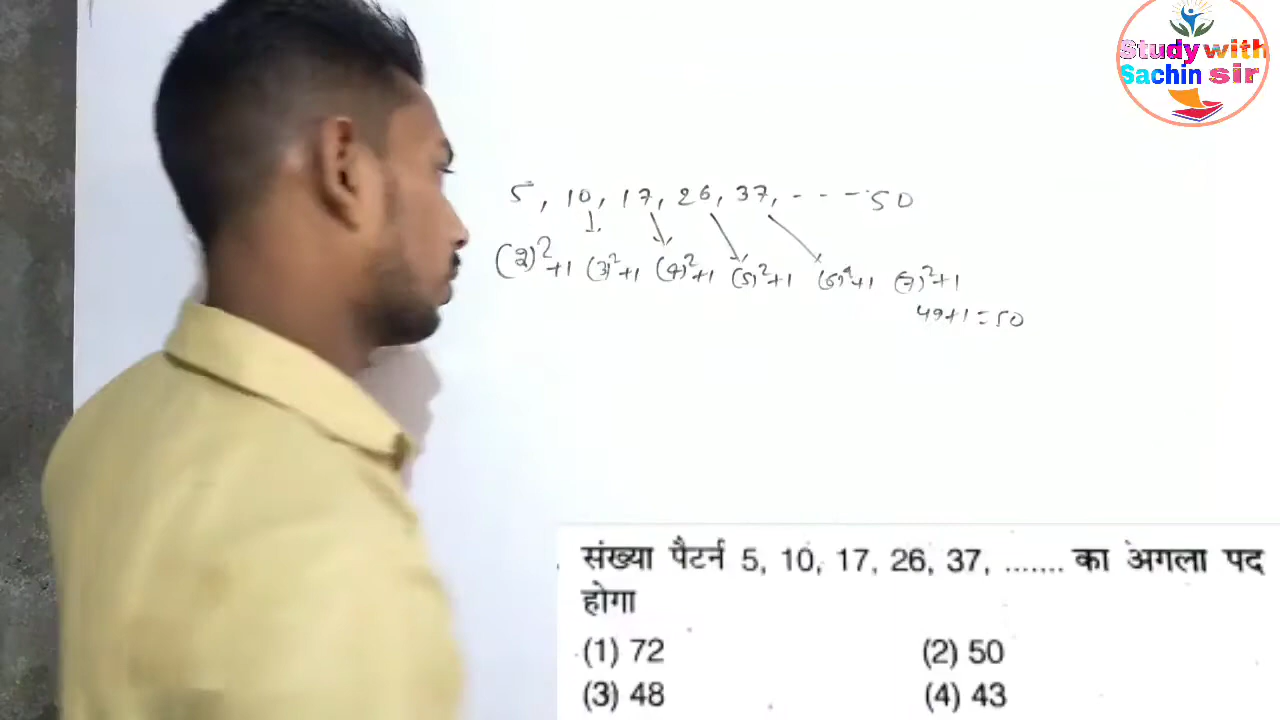 Study with
Sachin sir
5, 10, 17, 26, 37, - - - 50
(2)²+1 (3)²+1 (4)²+1 (5)²+1 (6)²+1 (7)²+1
49+1=50
संख्या पैटर्न 5, 10, 17, 26, 37, ....... का अगला पद
होगा
(1) 72 (2) 50
(3) 48 (4) 43